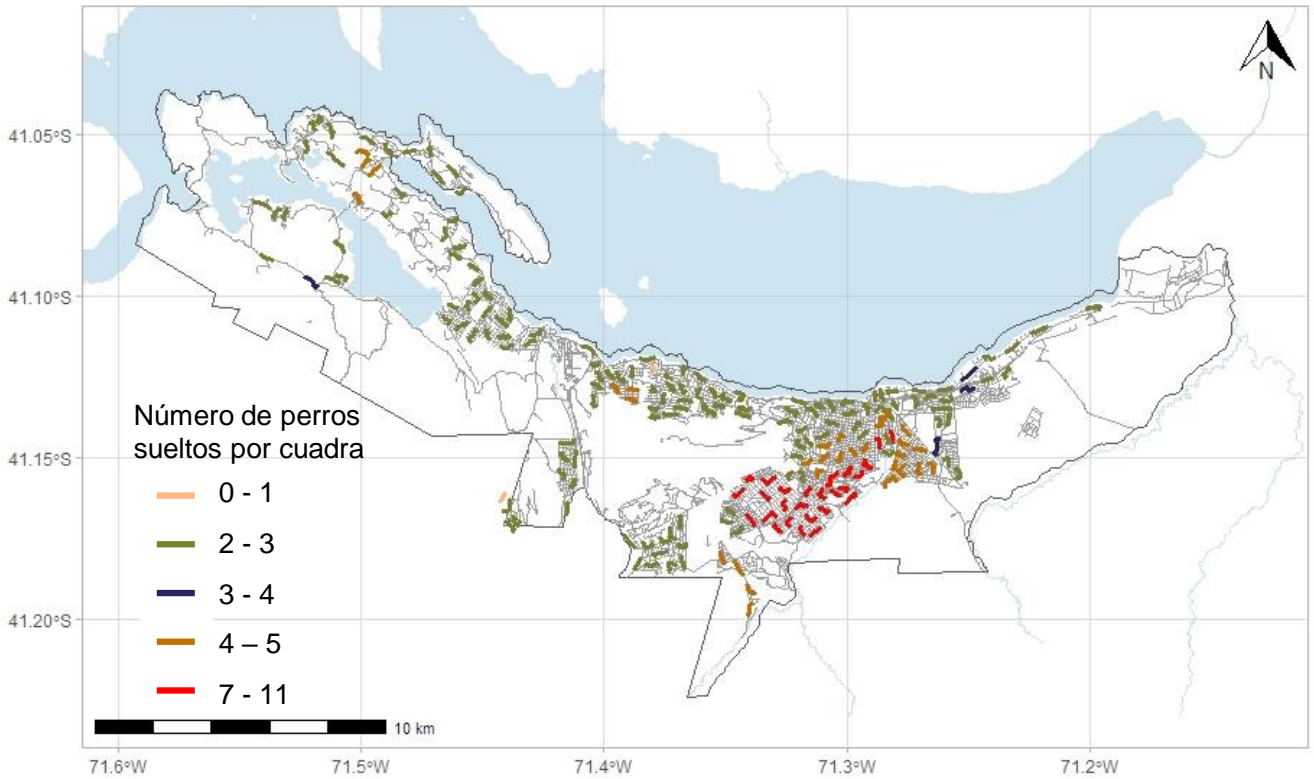 N
41.05°S
41.10°S
41.15°S
41.20°S
Número de perros
sueltos por cuadra
0 - 1
2 - 3
3 - 4
4 – 5
7 - 11
10 km
71.6°W
71.5°W
71.4°W
71.3°W
71.2°W